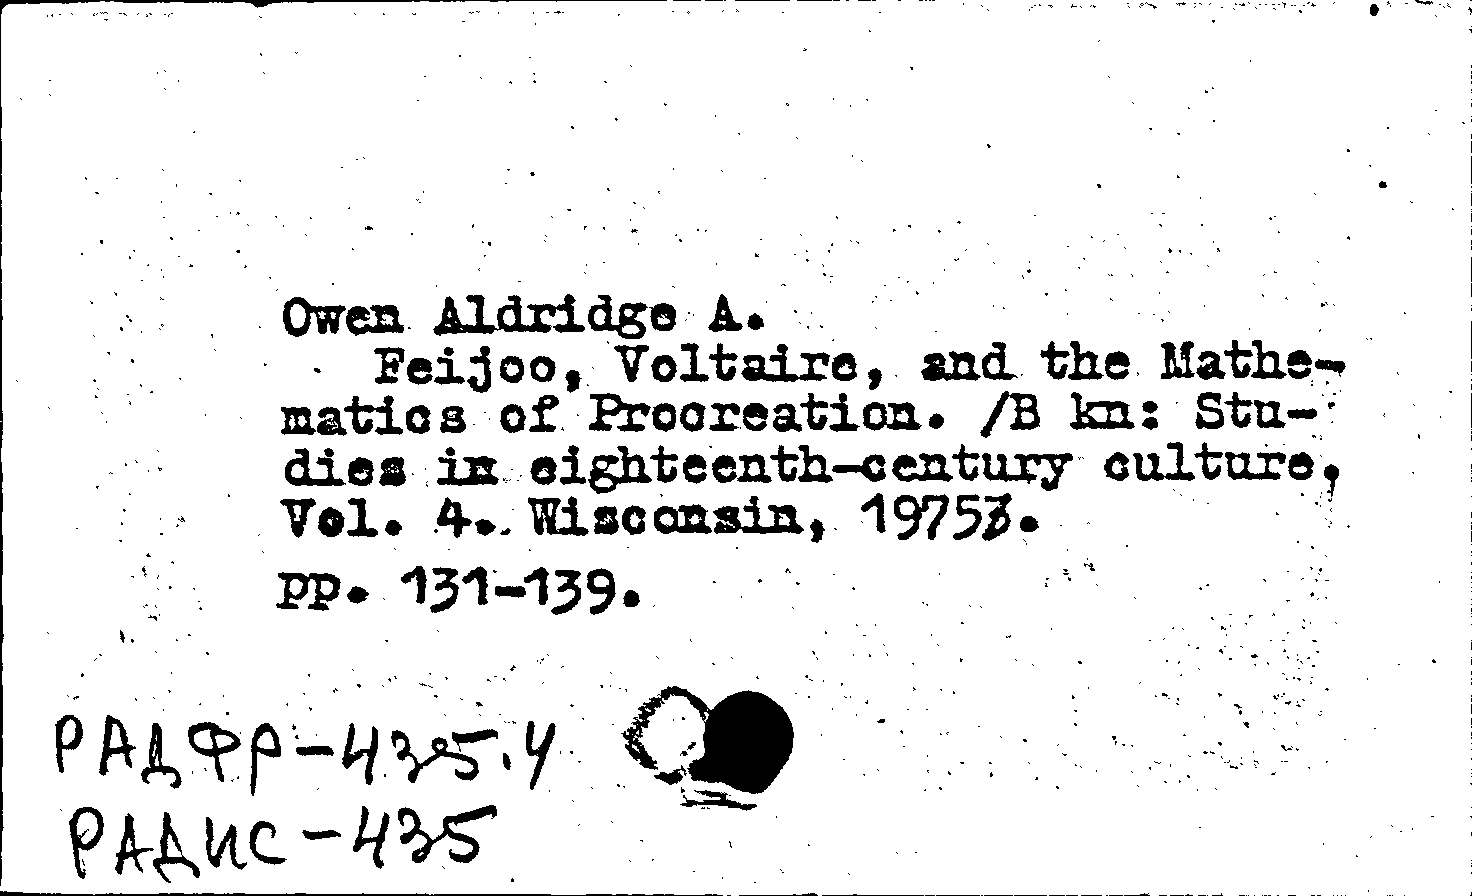 Owen Aldridge A.
Feijoo, Voltaire, and the Mathe-
matics of Procreation. /B kn: Stu-
dies in eighteenth-century culture,
Vol. 4. Wisconsin, 1975.
pp. 131-139.
РАДФР-435.4
РАДИС-435